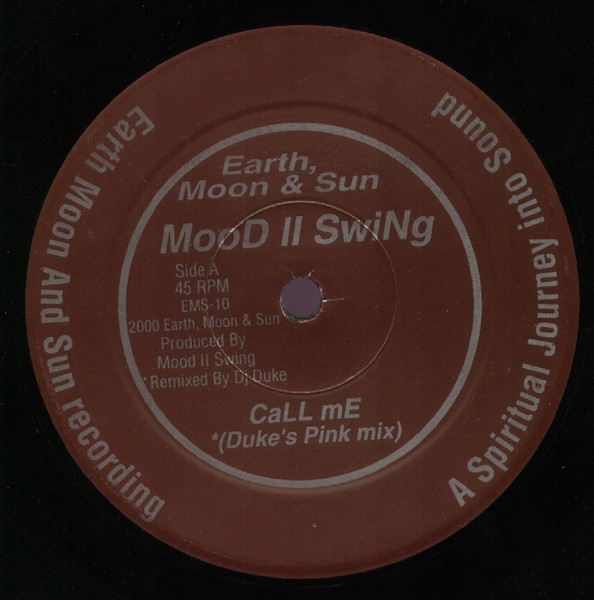 Earth Moon And Sun recording
A Spiritual Journey into Sound
Earth,
Moon & Sun
MooD II SwiNg
Side A
45 RPM
EMS-10
2000 Earth, Moon & Sun
Produced By
Mood II Swing
*Remixed By Dj Duke
CaLL mE
*(Duke's Pink mix)